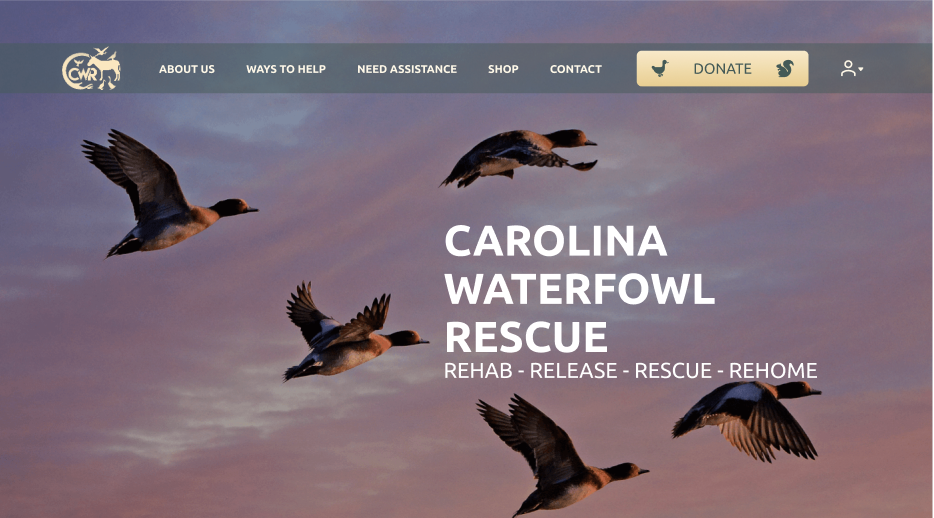 CWR
ABOUT US
WAYS TO HELP
NEED ASSISTANCE
SHOP
CONTACT
DONATE
CAROLINA
WATERFOWL
RESCUE
REHAB - RELEASE - RESCUE - REHOME